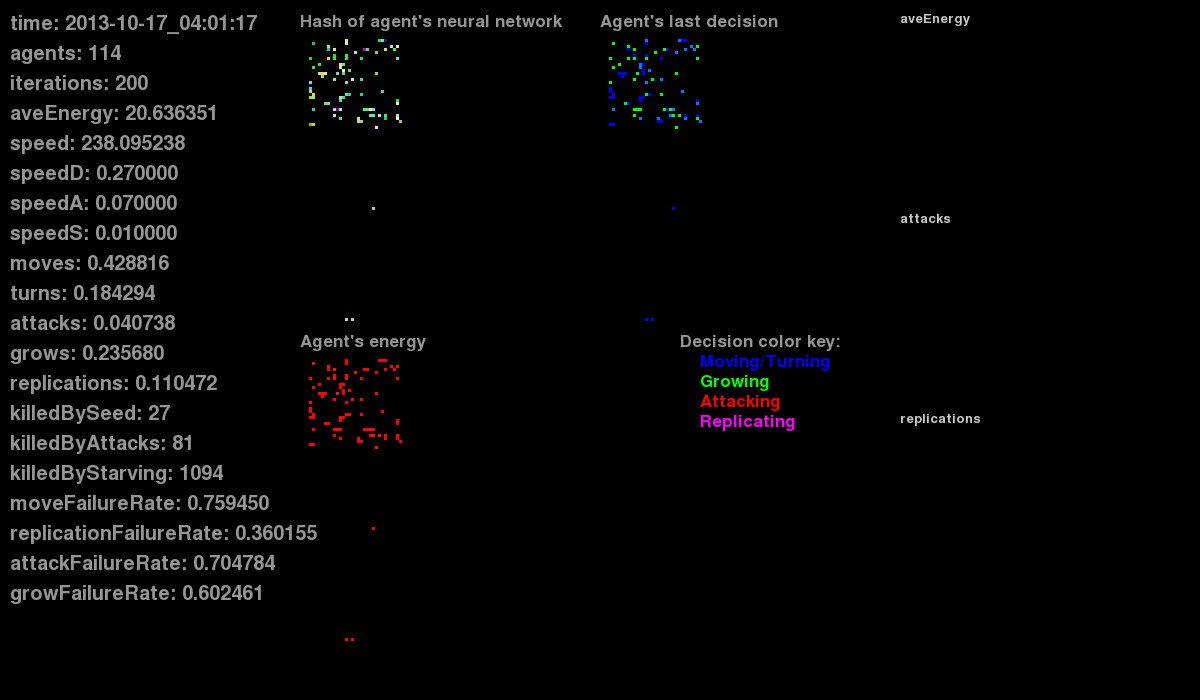 time: 2013-10-17_04:01:17
agents: 114
iterations: 200
aveEnergy: 20.636351
speed: 238.095238
speedD: 0.270000
speedA: 0.070000
speedS: 0.010000
moves: 0.428816
turns: 0.184294
attacks: 0.040738
grows: 0.235680
replications: 0.110472
killedBySeed: 27
killedByAttacks: 81
killedByStarving: 1094
moveFailureRate: 0.759450
replicationFailureRate: 0.360155
attackFailureRate: 0.704784
growFailureRate: 0.602461
Hash of agent's neural network
Agent's last decision
Agent's energy
Decision color key:
Moving/Turning
Growing
Attacking
Replicating
aveEnergy
attacks
replications